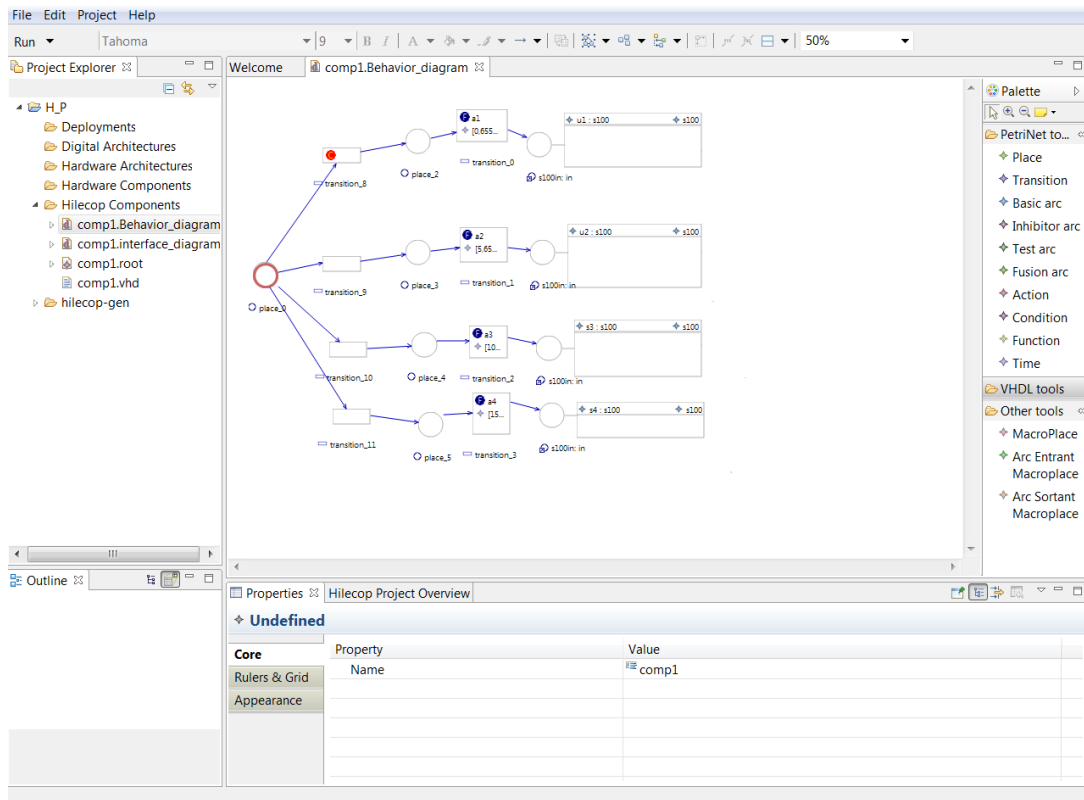 File Edit Project Help
Run Tahoma 9 B I A 50%
Project Explorer
H_P
Deployments
Digital Architectures
Hardware Architectures
Hardware Components
Hilecop Components
comp1.Behavior_diagram
comp1.interface_diagram
comp1.root
comp1.vhd
hilecop-gen
Outline
Welcome comp1.Behavior_diagram
F a1
[0,655...
u1 : s100 s100
C
transition_8
place_2
transition_0
s100in: in
F a2
[5,65...
u2 : s100 s100
transition_9
place_3
transition_1
s100in: in
place_0
F a3
[10...
s3 : s100 s100
transition_10
place_4
transition_2
s100in: in
F a4
[15...
s4 : s100 s100
transition_11
place_5
transition_3
s100in: in
Palette
PetriNet to...
Place
Transition
Basic arc
Inhibitor arc
Test arc
Fusion arc
Action
Condition
Function
Time
VHDL tools
Other tools
MacroPlace
Arc Entrant
Macroplace
Arc Sortant
Macroplace
Properties Hilecop Project Overview
Undefined
Core
Rulers & Grid
Appearance
Property Value
Name comp1